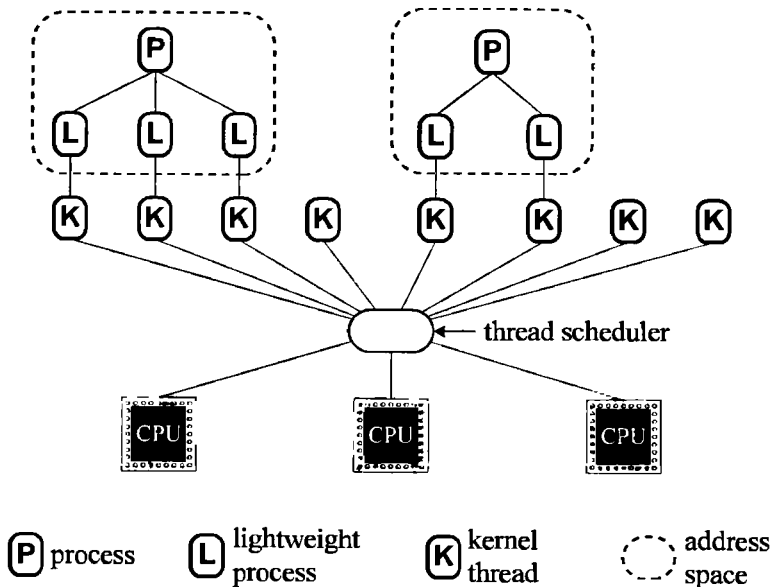 P P
L L L L L
K K K K K K K K
thread scheduler
CPU CPU CPU
P process
L lightweight
process
K kernel
thread
address
space